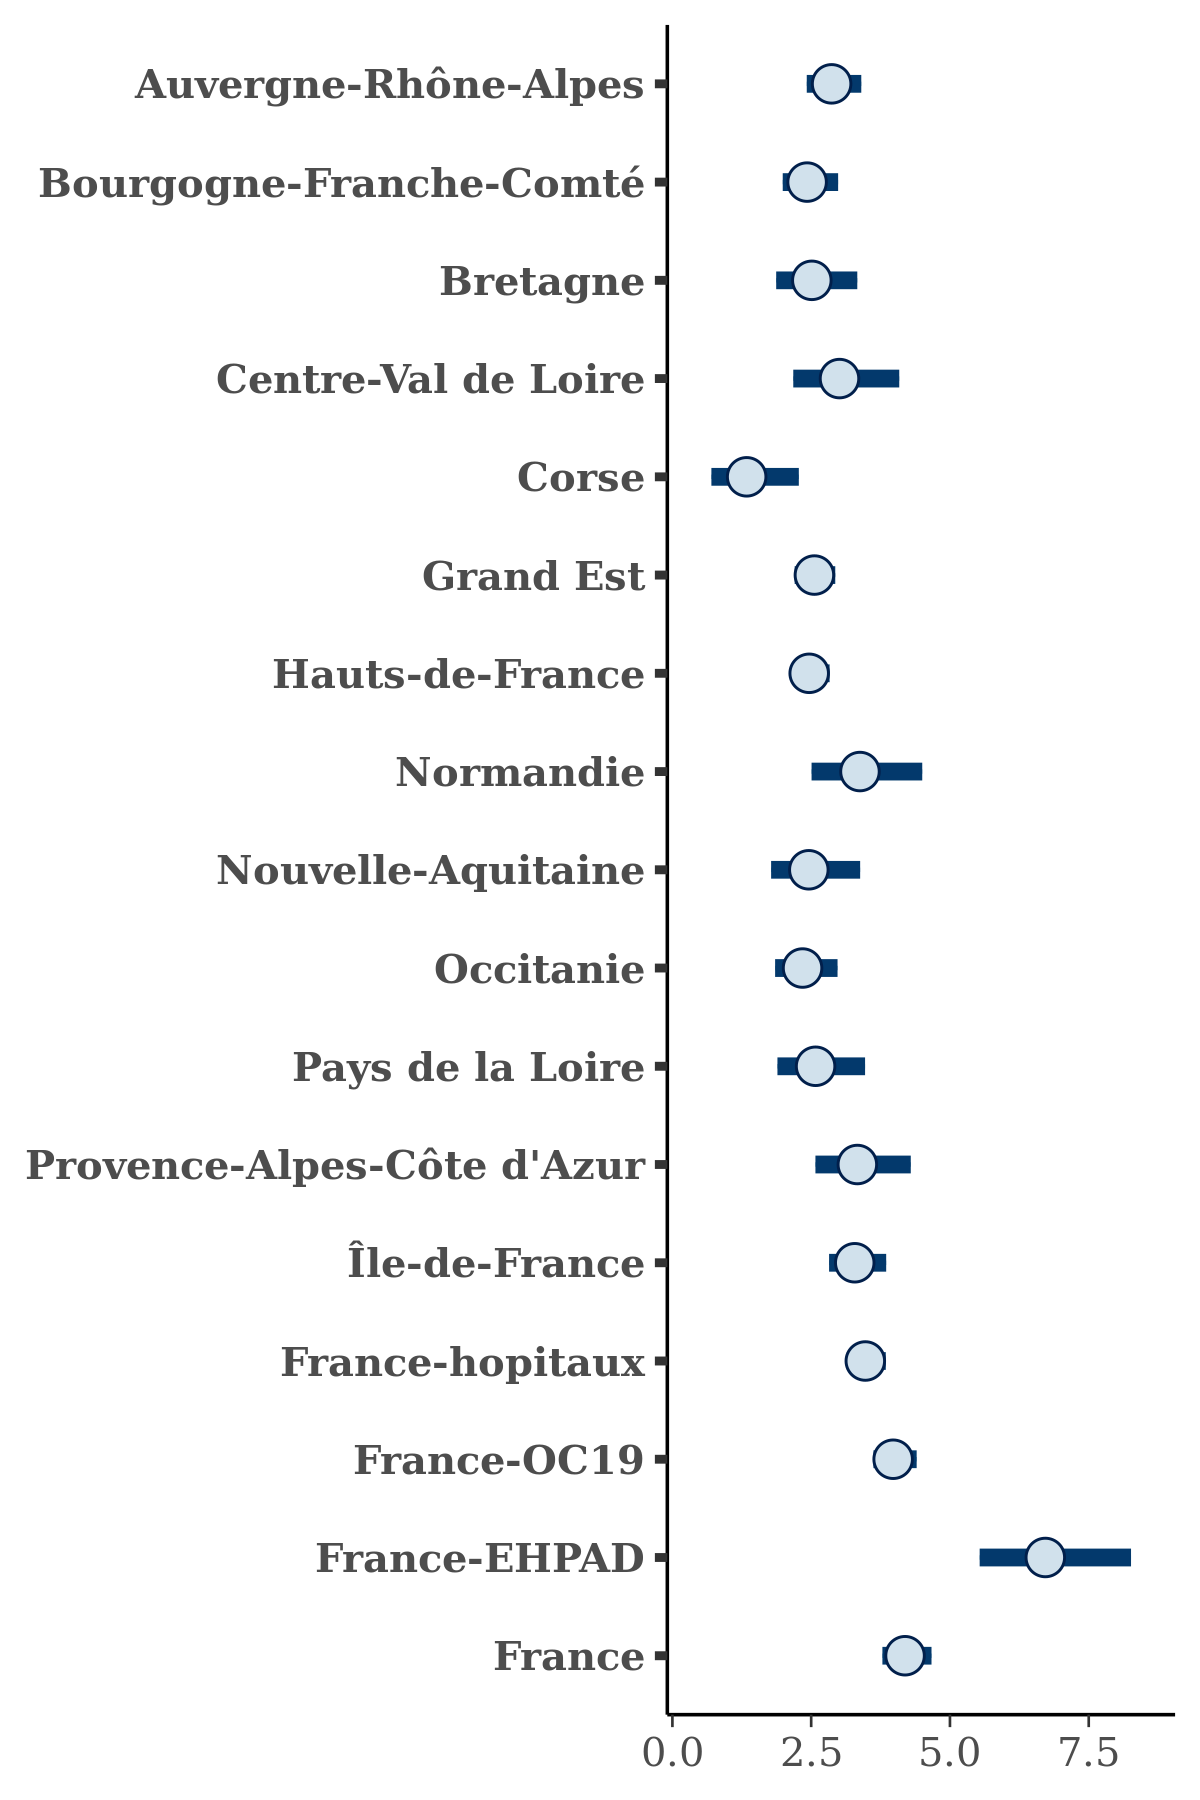 Auvergne-Rhône-Alpes
Bourgogne-Franche-Comté
Bretagne
Centre-Val de Loire
Corse
Grand Est
Hauts-de-France
Normandie
Nouvelle-Aquitaine
Occitanie
Pays de la Loire
Provence-Alpes-Côte d'Azur
Île-de-France
France-hopitaux
France-OC19
France-EHPAD
France
0.0 2.5 5.0 7.5